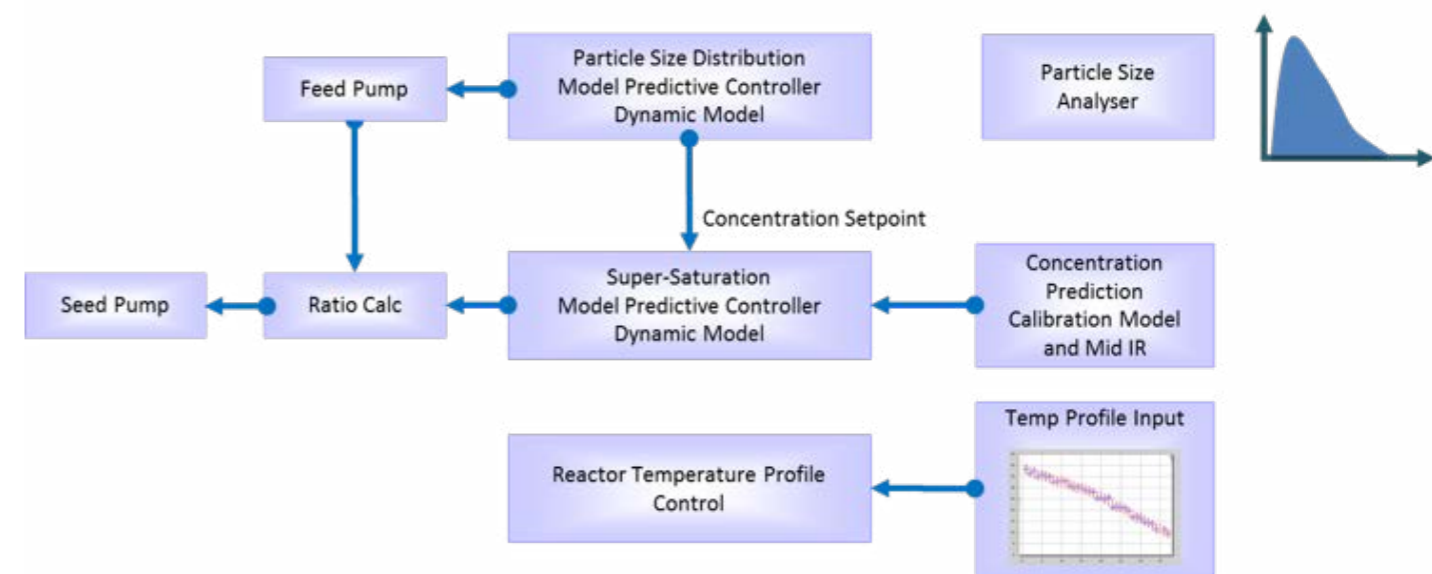 Feed Pump
Particle Size Distribution
Model Predictive Controller
Dynamic Model
Particle Size
Analyser
Concentration Setpoint
Seed Pump
Ratio Calc
Super-Saturation
Model Predictive Controller
Dynamic Model
Concentration
Prediction
Calibration Model
and Mid IR
Reactor Temperature Profile
Control
Temp Profile Input